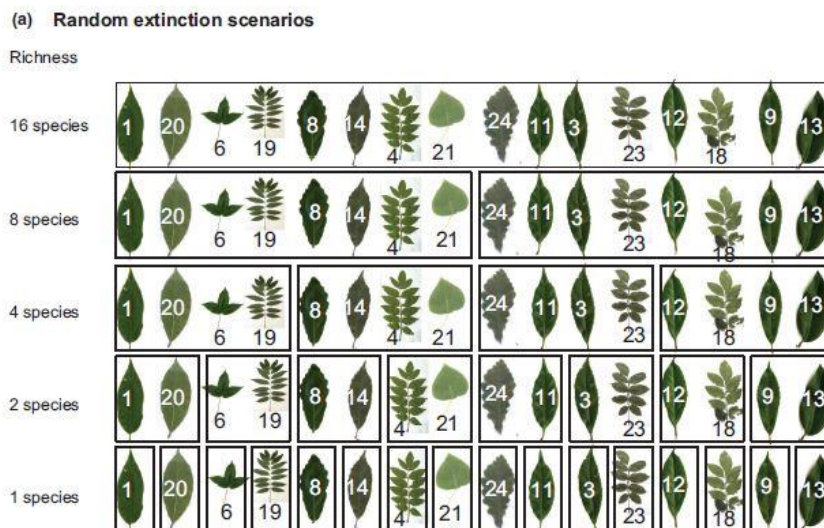 (a) Random extinction scenarios
Richness
16 species 1 20 6 19 8 14 4 21 24 11 3 23 12 18 9 13
8 species 1 20 6 19 8 14 4 21 24 11 3 23 12 18 9 13
4 species 1 20 6 19 8 14 4 21 24 11 3 23 12 18 9 13
2 species 1 20 6 19 8 14 4 21 24 11 3 23 12 18 9 13
1 species 1 20 6 19 8 14 4 21 24 11 3 23 12 18 9 13